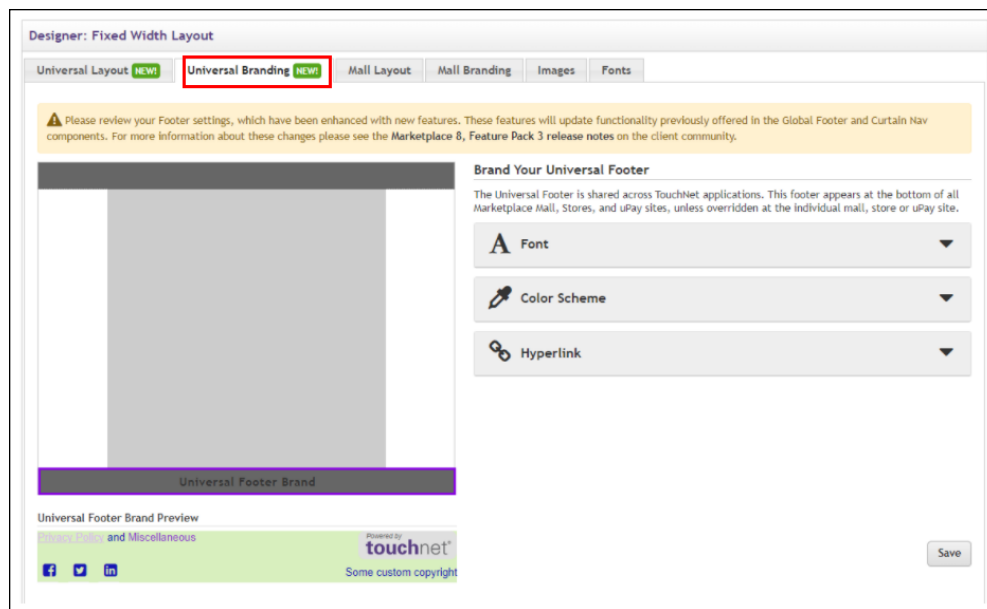 Designer: Fixed Width Layout
Universal Layout NEW! Universal Branding NEW! Mall Layout Mall Branding Images Fonts
Please review your Footer settings, which have been enhanced with new features. These features will update functionality previously offered in the Global Footer and Curtain Nav
components. For more information about these changes please see the Marketplace 8, Feature Pack 3 release notes on the client community.
Brand Your Universal Footer
The Universal Footer is shared across TouchNet applications. This footer appears at the bottom of all
Marketplace Mall, Stores, and uPay sites, unless overridden at the individual mall, store or uPay site.
A Font
Color Scheme
Hyperlink
Universal Footer Brand
Universal Footer Brand Preview
Privacy Policy and Miscellaneous
Powered by
touchnet®
Some custom copyright
Save